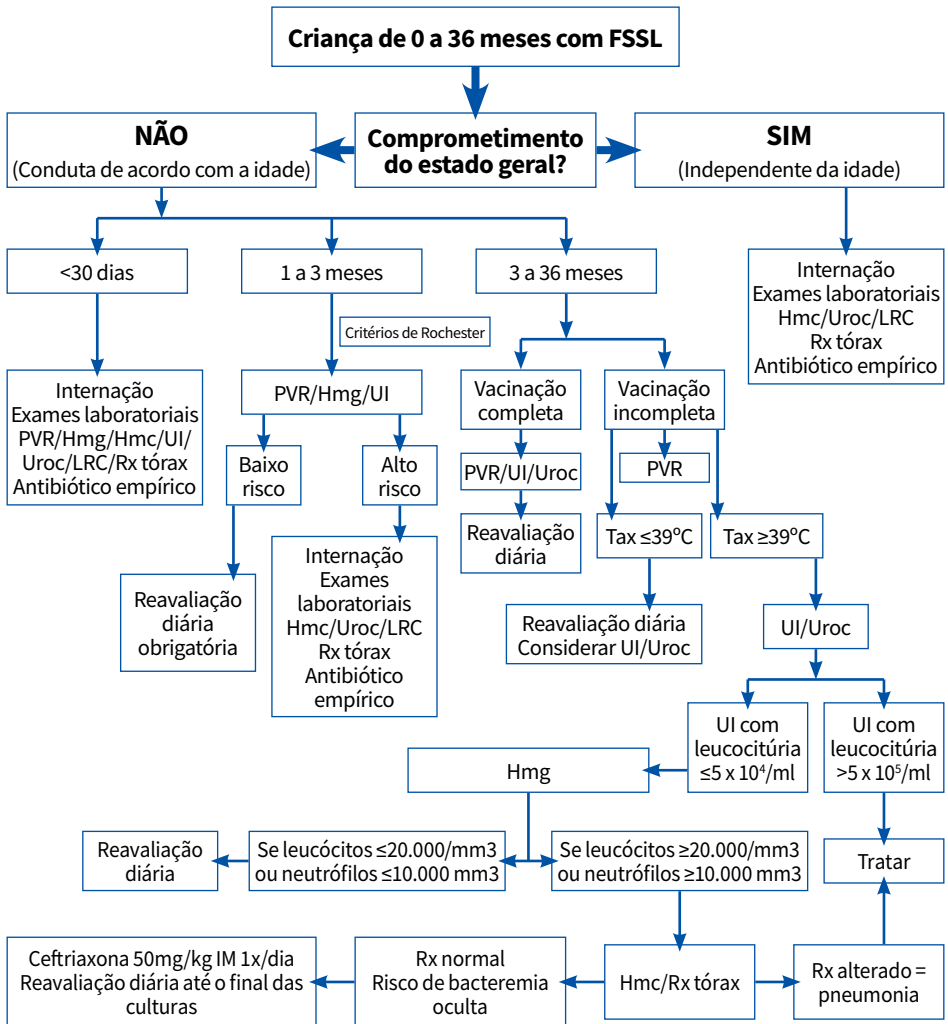 Criança de 0 a 36 meses com FSSL
NÃO
(Conduta de acordo com a idade)
Comprometimento
do estado geral?
SIM
(Independente da idade)
<30 dias
1 a 3 meses
3 a 36 meses
Internação
Exames laboratoriais
Hmc/Uroc/LRC
Rx tórax
Antibiótico empírico
Critérios de Rochester
Internação
Exames laboratoriais
PVR/Hmg/Hmc/UI/
Uroc/LRC/Rx tórax
Antibiótico empírico
PVR/Hmg/UI
Vacinação
completa
Vacinação
incompleta
Baixo
risco
Alto
risco
PVR/UI/Uroc
PVR
Reavaliação
diária
Tax ≤39ºC
Tax ≥39ºC
Reavaliação
diária
obrigatória
Internação
Exames
laboratoriais
Hmc/Uroc/LRC
Rx tórax
Antibiótico
empírico
Reavaliação diária
Considerar UI/Uroc
UI/Uroc
UI com
leucocitúria
≤5 x 10⁴/ml
UI com
leucocitúria
>5 x 10⁵/ml
Hmg
Reavaliação
diária
Se leucócitos ≤20.000/mm3
ou neutrófilos ≤10.000 mm3
Se leucócitos ≥20.000/mm3
ou neutrófilos ≥10.000 mm3
Tratar
Ceftriaxona 50mg/kg IM 1x/dia
Reavaliação diária até o final das
culturas
Rx normal
Risco de bacteremia
oculta
Hmc/Rx tórax
Rx alterado =
pneumonia